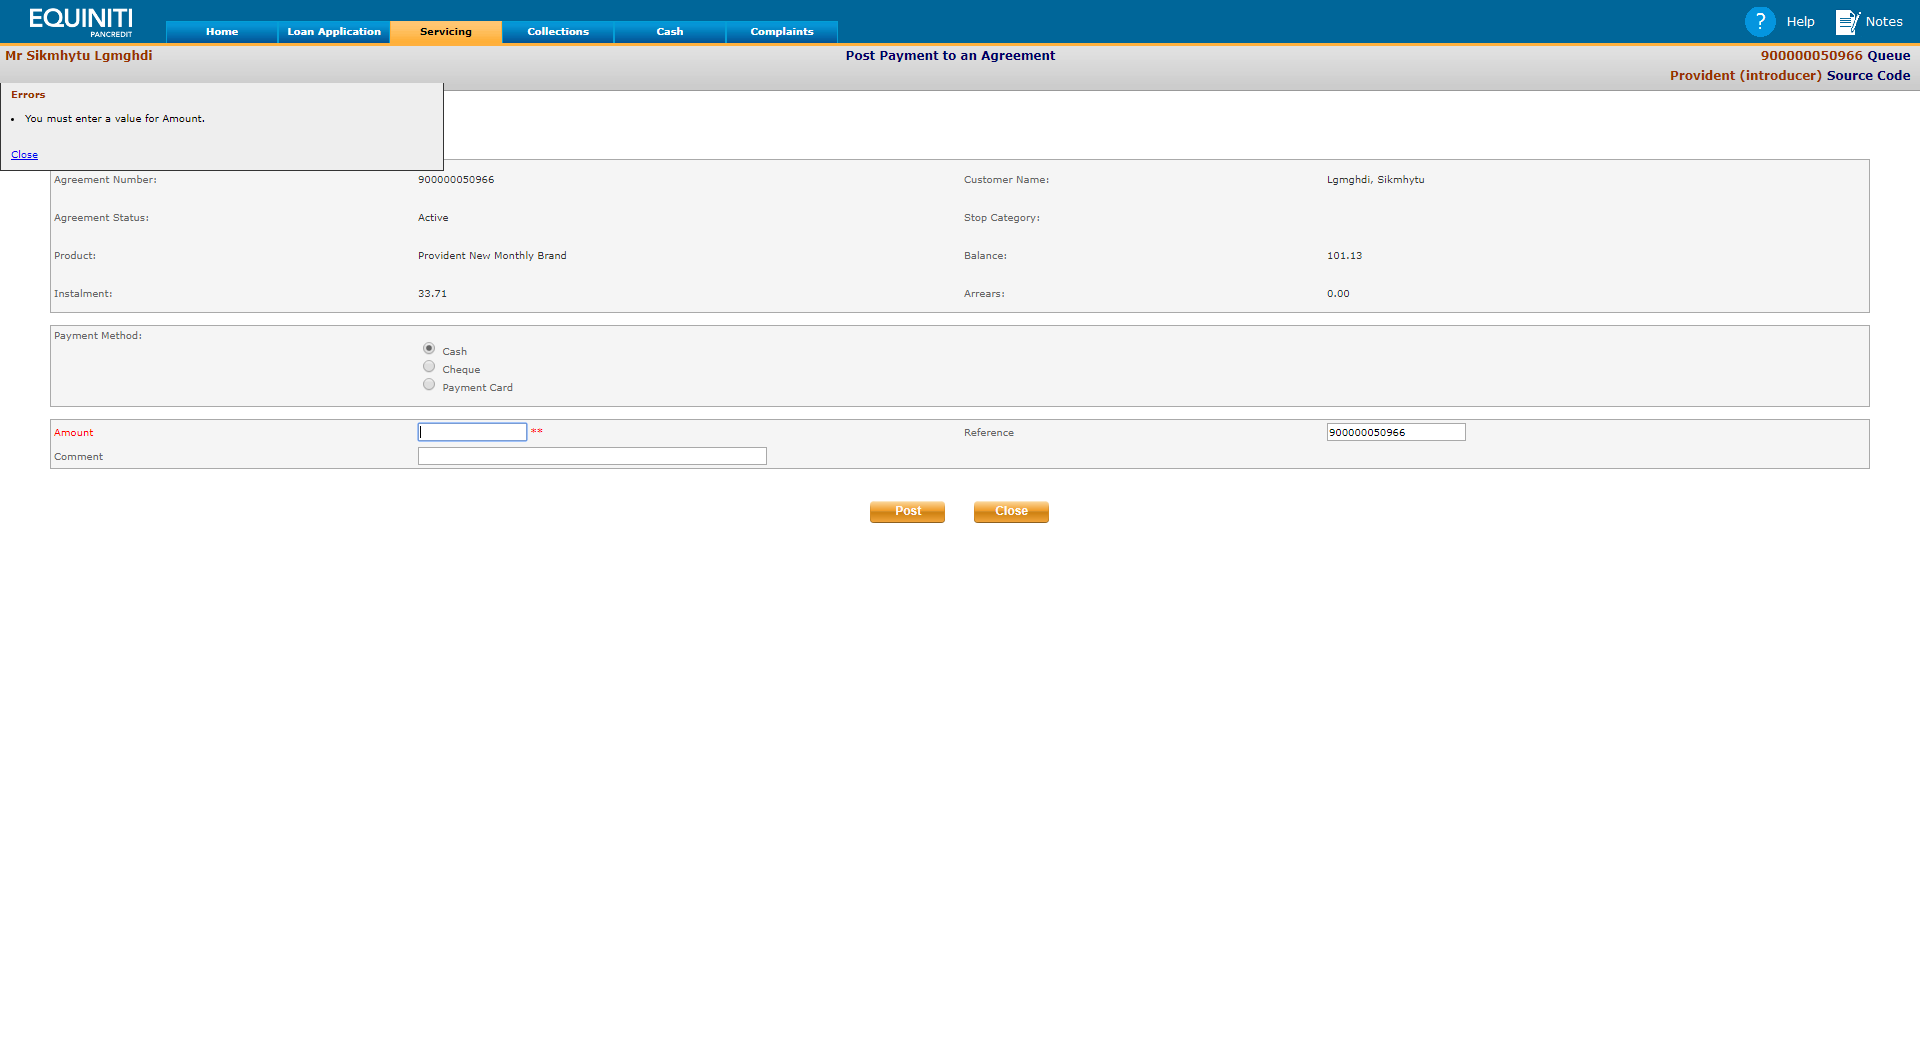 EQUINITI
PANCREDIT
Home Loan Application Servicing Collections Cash Complaints
? Help Notes
Mr Sikmhytu Lgmghdi Post Payment to an Agreement 900000050966 Queue
Provident (introducer) Source Code
Errors
• You must enter a value for Amount.
Close
Agreement Number: 900000050966 Customer Name: Lgmghdi, Sikmhytu
Agreement Status: Active Stop Category:
Product: Provident New Monthly Brand Balance: 101.13
Instalment: 33.71 Arrears: 0.00
Payment Method:
Cash
Cheque
Payment Card
Amount ** Reference 900000050966
Comment
Post Close